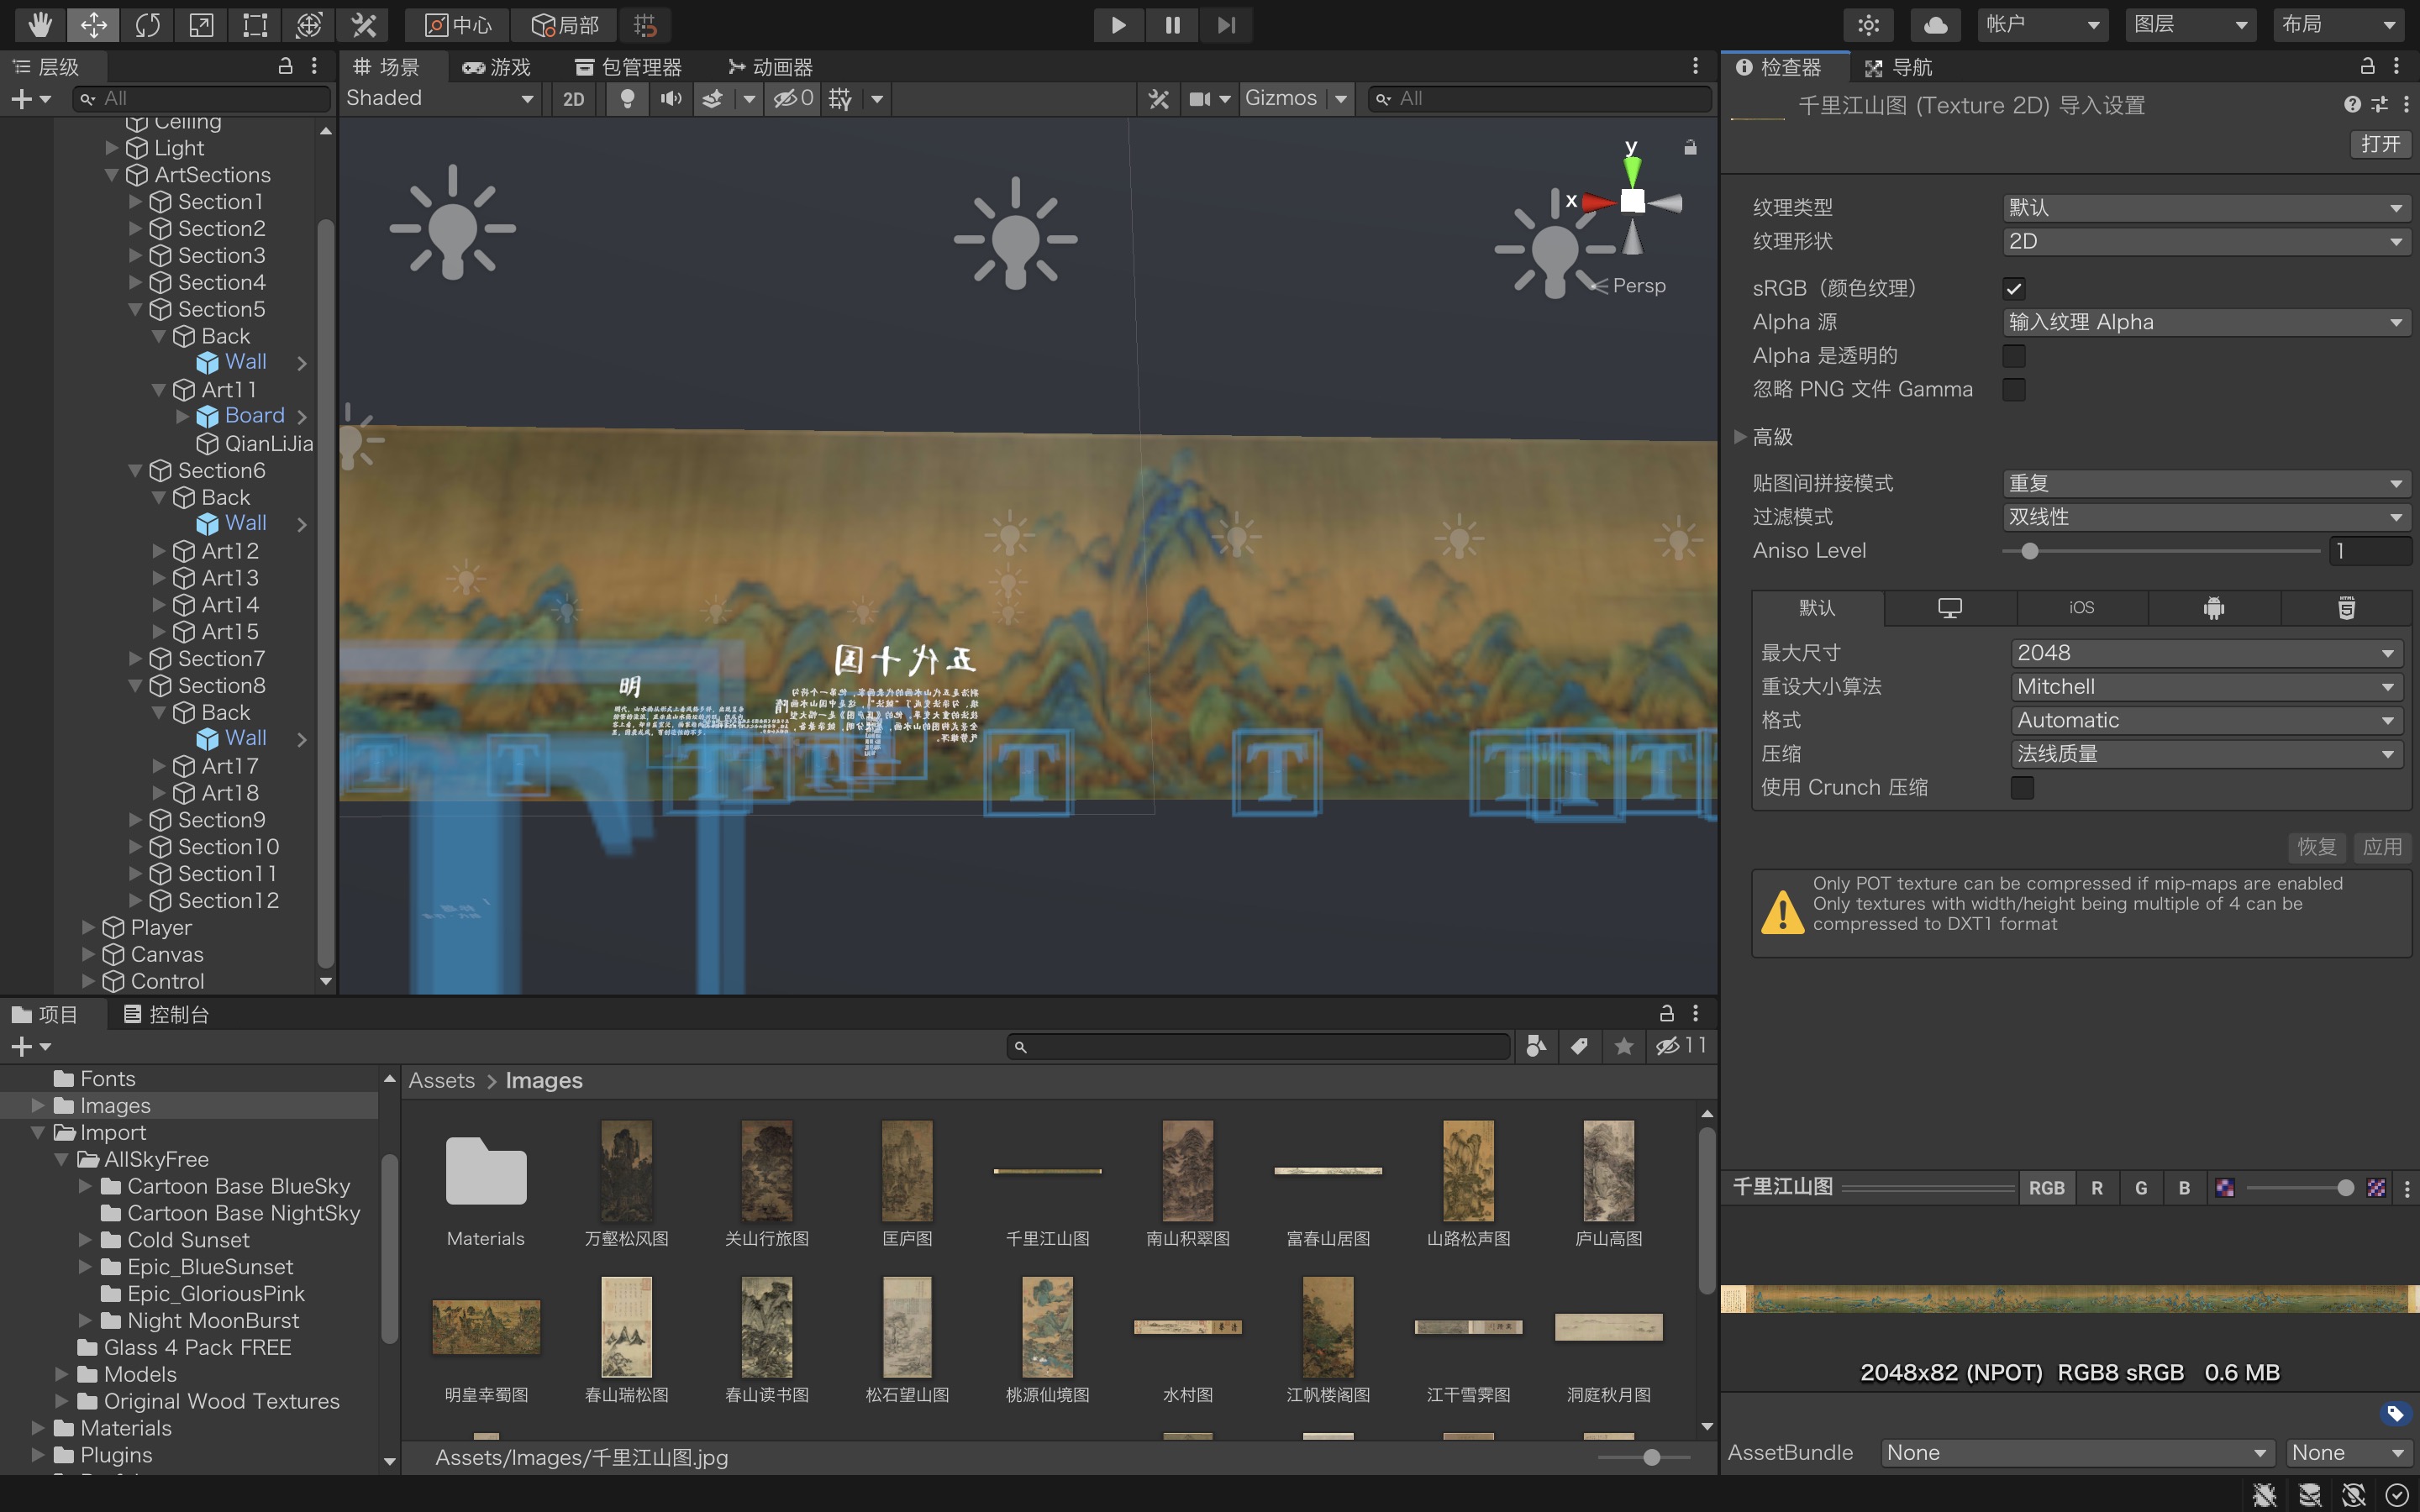 中心
局部
帐户
图层
布局
层级
场景
游戏
包管理器
动画器
检查器
导航
All
Shaded
2D
0
Gizmos
All
千里江山图 (Texture 2D) 导入设置
打开
Ceiling
Light
ArtSections
Section1
Section2
Section3
Section4
Section5
Back
Wall
Art11
Board
QianLiJia
Section6
Back
Wall
Art12
Art13
Art14
Art15
Section7
Section8
Back
Wall
Art17
Art18
Section9
Section10
Section11
Section12
Player
Canvas
Control
y
x
Persp
五代十国
明
纹理类型
默认
纹理形状
2D
sRGB（颜色纹理）
Alpha 源
输入纹理 Alpha
Alpha 是透明的
忽略 PNG 文件 Gamma
高级
贴图间拼接模式
重复
过滤模式
双线性
Aniso Level
1
默认
iOS
最大尺寸
2048
重设大小算法
Mitchell
格式
Automatic
压缩
法线质量
使用 Crunch 压缩
恢复
应用
Only POT texture can be compressed if mip-maps are enabled
Only textures with width/height being multiple of 4 can be
compressed to DXT1 format
项目
控制台
11
Fonts
Images
Import
AllSkyFree
Cartoon Base BlueSky
Cartoon Base NightSky
Cold Sunset
Epic_BlueSunset
Epic_GloriousPink
Night MoonBurst
Glass 4 Pack FREE
Models
Original Wood Textures
Materials
Plugins
Assets > Images
Materials
万壑松风图
关山行旅图
匡庐图
千里江山图
南山积翠图
富春山居图
山路松声图
庐山高图
明皇幸蜀图
春山瑞松图
春山读书图
松石望山图
桃源仙境图
水村图
江帆楼阁图
江干雪霁图
洞庭秋月图
Assets/Images/千里江山图.jpg
千里江山图
RGB
R
G
B
2048x82 (NPOT) RGB8 sRGB 0.6 MB
AssetBundle
None
None